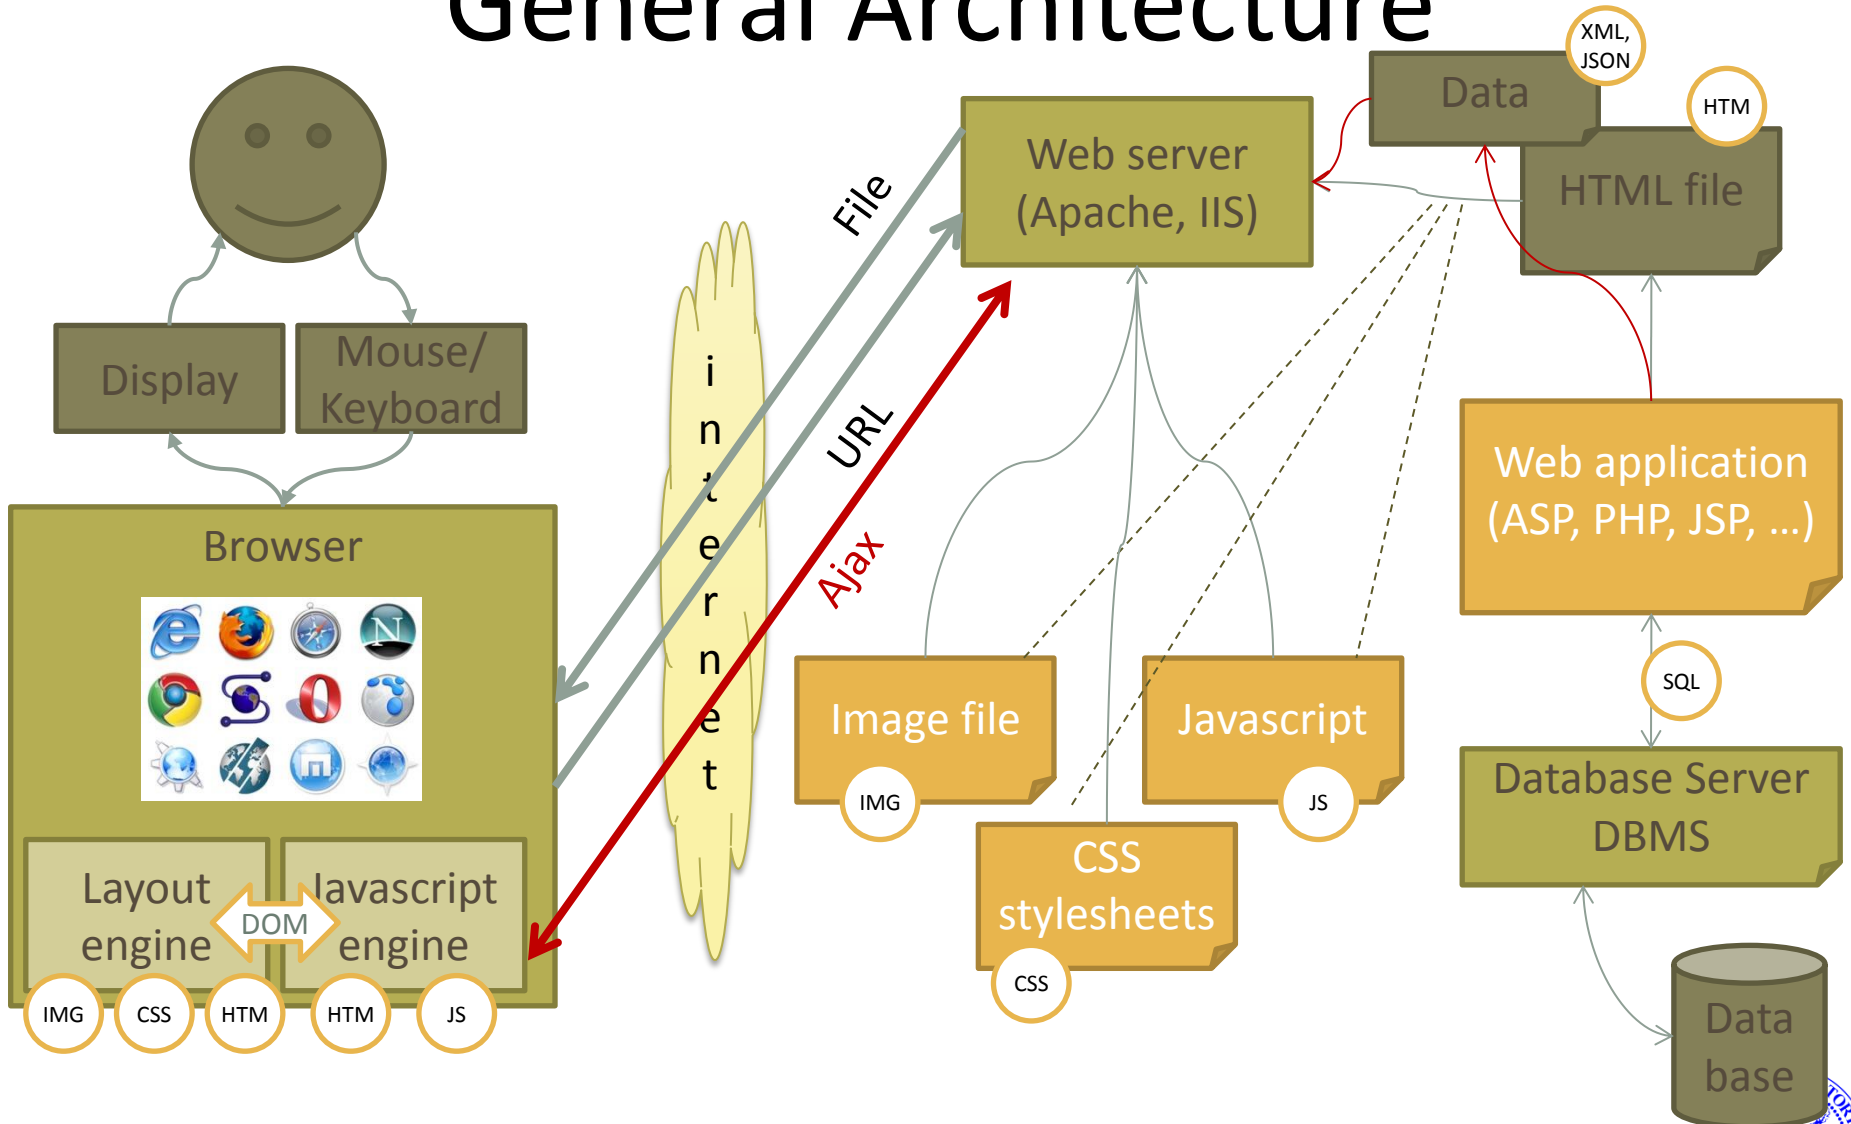 General Architecture
XML,
JSON
Data
HTM
HTML file
Web server
(Apache, IIS)
File
URL
Ajax
internet
Display
Mouse/
Keyboard
Browser
N
Layout
engine
DOM
Javascript
engine
IMG
CSS
HTM
HTM
JS
Image file
IMG
Javascript
JS
CSS
stylesheets
CSS
Web application
(ASP, PHP, JSP, ...)
SQL
Database Server
DBMS
Data
base